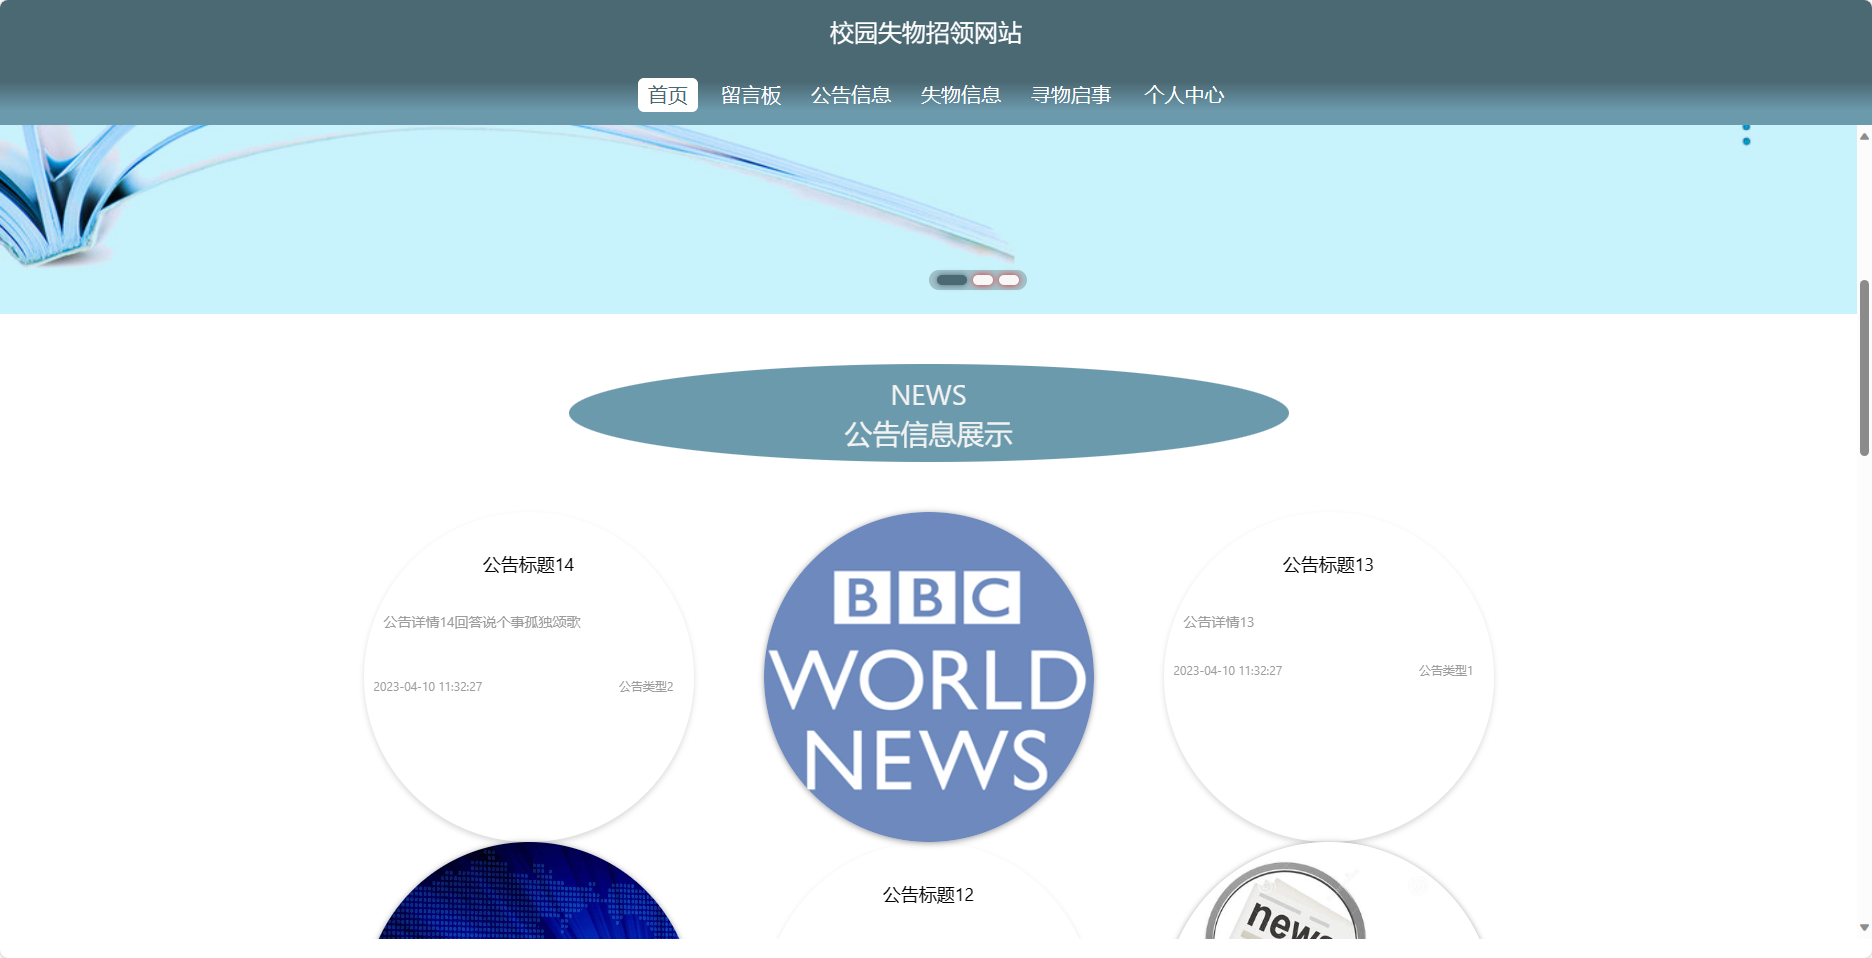 校园失物招领网站
首页 留言板 公告信息 失物信息 寻物启事 个人中心
NEWS
公告信息展示
公告标题14
公告详情14回答说个事孤独颂歌
2023-04-10 11:32:27 公告类型2
BBC
WORLD
NEWS
公告标题13
公告详情13
2023-04-10 11:32:27 公告类型1
公告标题12
news